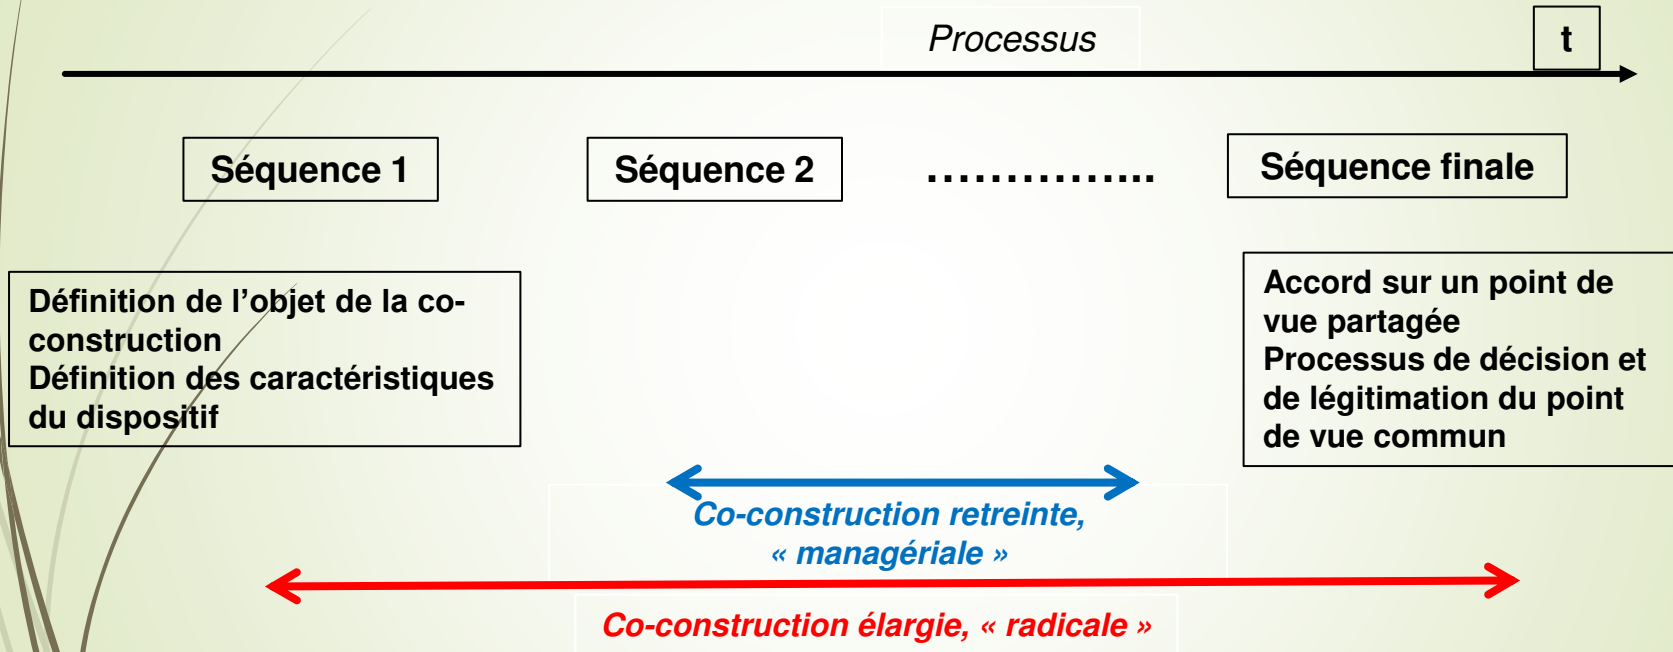 Processus
t
Séquence 1
Séquence 2
……………...
Séquence finale
Définition de l’objet de la co-
construction
Définition des caractéristiques
du dispositif
Accord sur un point de
vue partagée
Processus de décision et
de légitimation du point
de vue commun
Co-construction retreinte,
« managériale »
Co-construction élargie, « radicale »